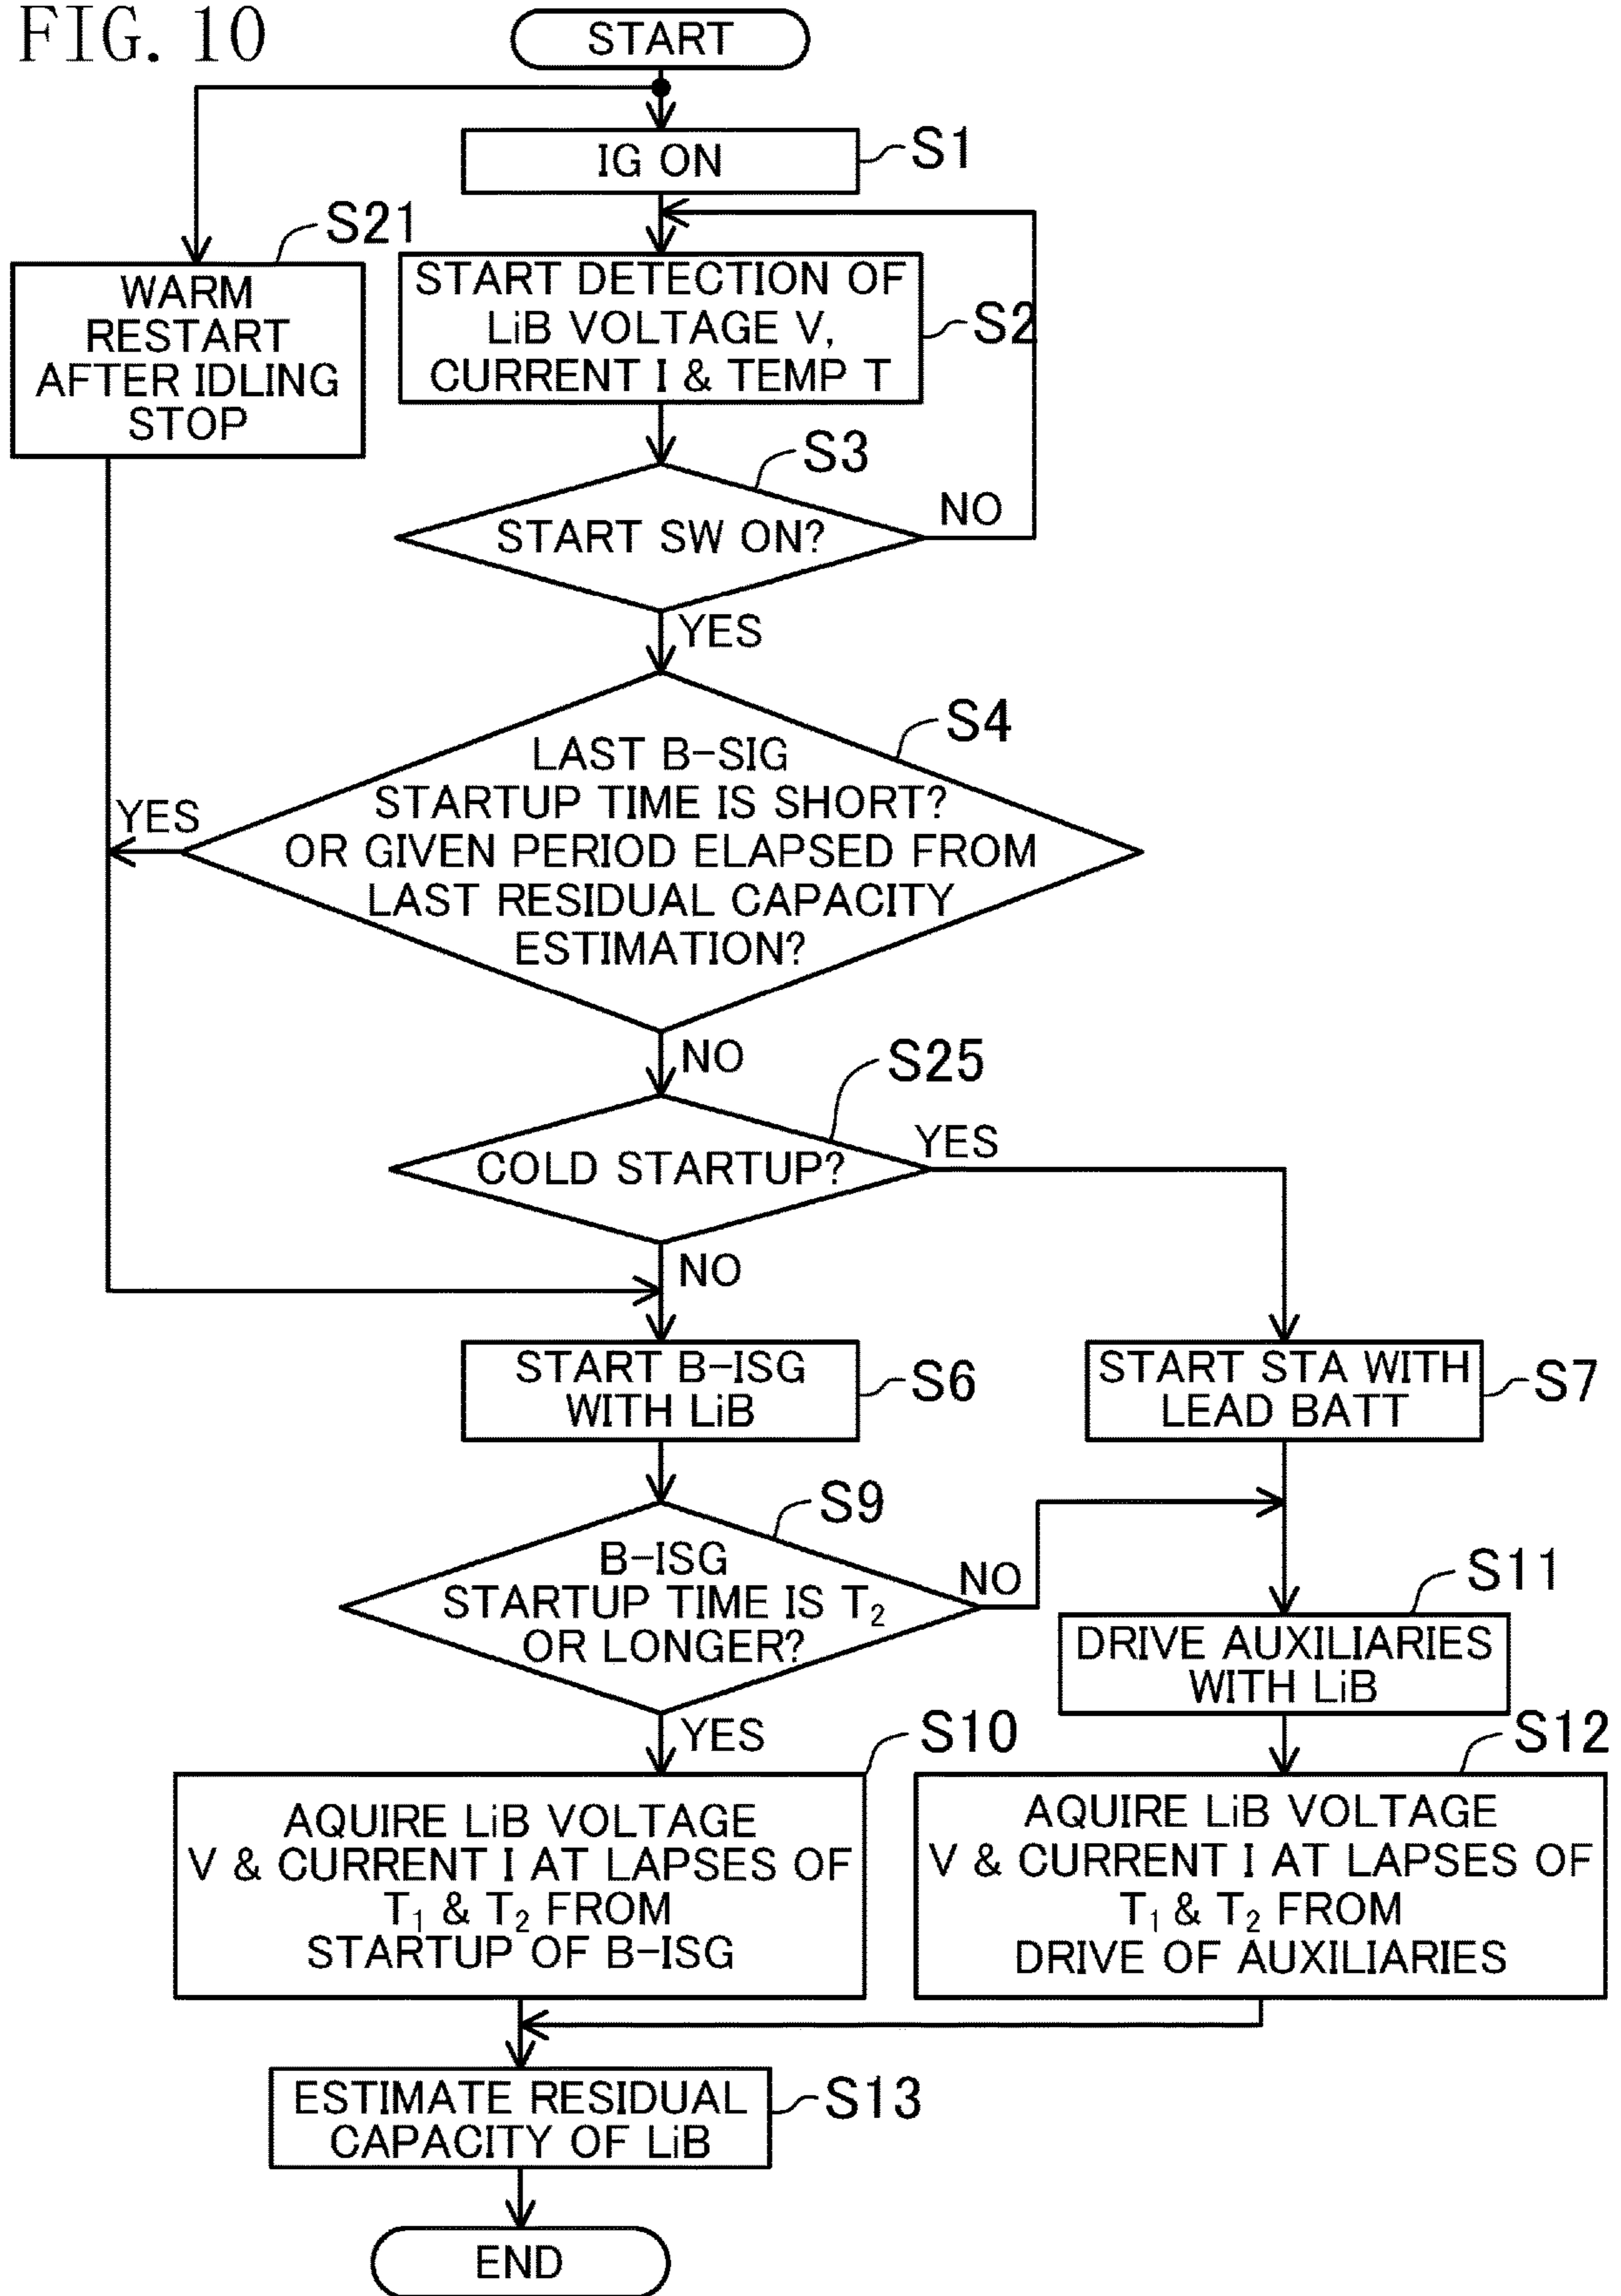 FIG. 10
START
IG ON
S1
S21
WARM
RESTART
AFTER IDLING
STOP
START DETECTION OF
LiB VOLTAGE V,
CURRENT I & TEMP T
S2
S3
START SW ON?
NO
YES
S4
LAST B-SIG
STARTUP TIME IS SHORT?
OR GIVEN PERIOD ELAPSED FROM
LAST RESIDUAL CAPACITY
ESTIMATION?
YES
NO
S25
COLD STARTUP?
YES
NO
START B-ISG
WITH LiB
S6
START STA WITH
LEAD BATT
S7
S9
B-ISG
STARTUP TIME IS T₂
OR LONGER?
NO
YES
S11
DRIVE AUXILIARIES
WITH LiB
S10
AQUIRE LiB VOLTAGE
V & CURRENT I AT LAPSES OF
T₁ & T₂ FROM
STARTUP OF B-ISG
S12
AQUIRE LiB VOLTAGE
V & CURRENT I AT LAPSES OF
T₁ & T₂ FROM
DRIVE OF AUXILIARIES
ESTIMATE RESIDUAL
CAPACITY OF LiB
S13
END